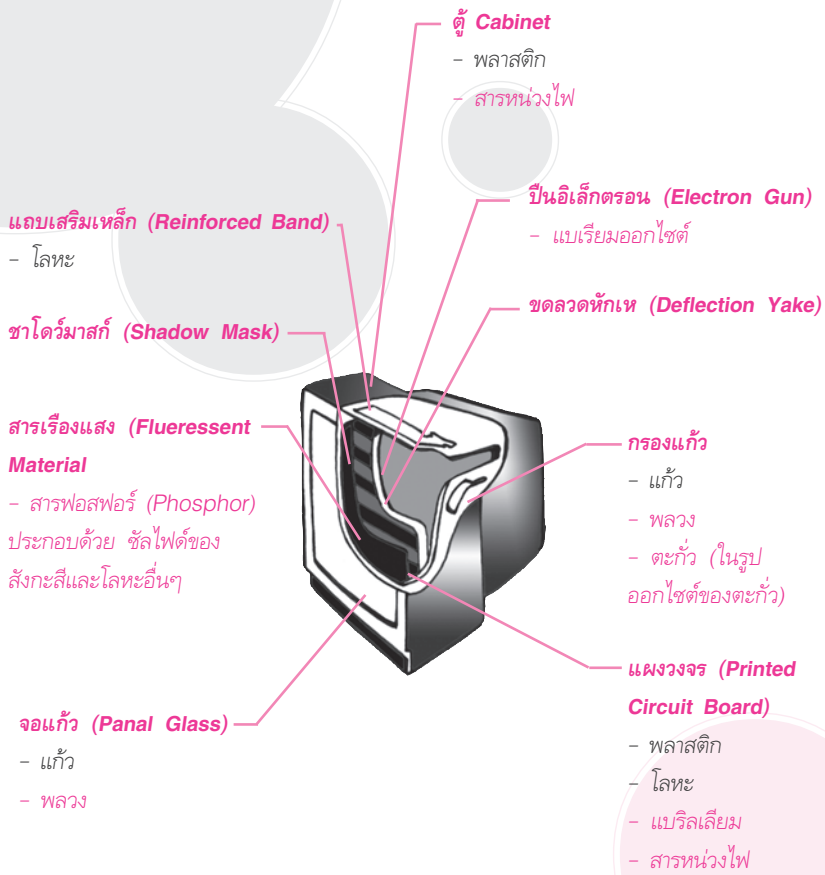 ตู้ Cabinet
- พลาสติก
- สารหน่วงไฟ
ปืนอิเล็กตรอน (Electron Gun)
- แบเรียมออกไซต์
แถบเสริมเหล็ก (Reinforced Band)
- โลหะ
ขดลวดหักเห (Deflection Yake)
ชาโดว์มาสก์ (Shadow Mask)
สารเรืองแสง (Flueressent
Material
- สารฟอสฟอร์ (Phosphor)
ประกอบด้วย ซัลไฟด์ของ
สังกะสีและโลหะอื่นๆ
กรองแก้ว
- แก้ว
- พลวง
- ตะกั่ว (ในรูป
ออกไซต์ของตะกั่ว)
แผงวงจร (Printed
Circuit Board)
- พลาสติก
- โลหะ
- แบริลเลียม
- สารหน่วงไฟ
จอแก้ว (Panal Glass)
- แก้ว
- พลวง